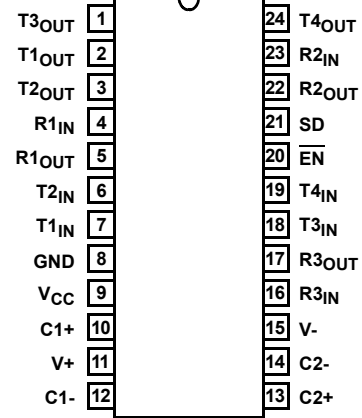 T3OUT 1 24 T4OUT
T1OUT 2 23 R2IN
T2OUT 3 22 R2OUT
R1IN 4 21 SD
R1OUT 5 20 E̅N̅
T2IN 6 19 T4IN
T1IN 7 18 T3IN
GND 8 17 R3OUT
VCC 9 16 R3IN
C1+ 10 15 V-
V+ 11 14 C2-
C1- 12 13 C2+